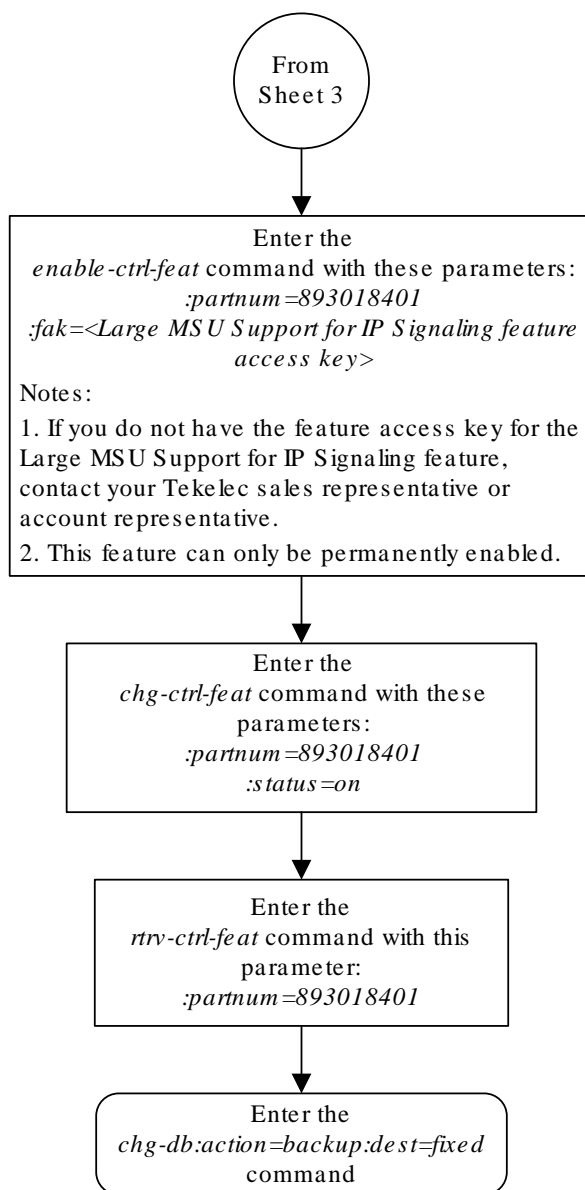 From
Sheet 3
Enter the
enable-ctrl-feat command with these parameters:
:partnum=893018401
:fak=<Large MSU Support for IP Signaling feature
access key>
Notes:
1. If you do not have the feature access key for the
Large MSU Support for IP Signaling feature,
contact your Tekelec sales representative or
account representative.
2. This feature can only be permanently enabled.
Enter the
chg-ctrl-feat command with these
parameters:
:partnum=893018401
:status=on
Enter the
rtrv-ctrl-feat command with this
parameter:
:partnum=893018401
Enter the
chg-db:action=backup:dest=fixed
command